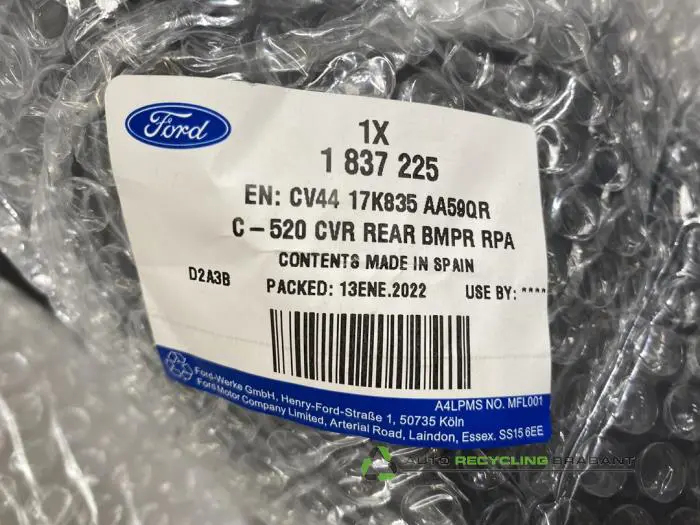 Ford
1X
1 837 225
EN: CV44 17K835 AA59QR
C-520 CVR REAR BMPR RPA
CONTENTS MADE IN SPAIN
D2A3B PACKED: 13ENE.2022 USE BY: ****
A4LPMS NO. MFL001
Ford-Werke GmbH, Henry-Ford-Straße 1, 50735 Köln
Ford Motor Company Limited, Arterial Road, Laindon, Essex. SS15 6EE
AUTO RECYCLING BRABANT